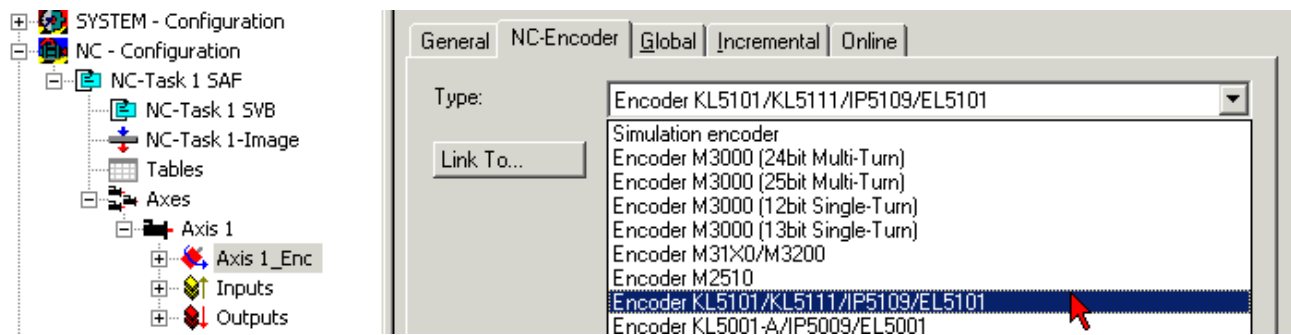 SYSTEM - Configuration
NC - Configuration
NC-Task 1 SAF
NC-Task 1 SVB
NC-Task 1-Image
Tables
Axes
Axis 1
Axis 1_Enc
Inputs
Outputs
General NC-Encoder Global Incremental Online
Type: Encoder KL5101/KL5111/IP5109/EL5101
Link To...
Simulation encoder
Encoder M3000 (24bit Multi-Turn)
Encoder M3000 (25bit Multi-Turn)
Encoder M3000 (12bit Single-Turn)
Encoder M3000 (13bit Single-Turn)
Encoder M31X0/M3200
Encoder M2510
Encoder KL5101/KL5111/IP5109/EL5101
Encoder KL5001-A/IP5009/EL5001